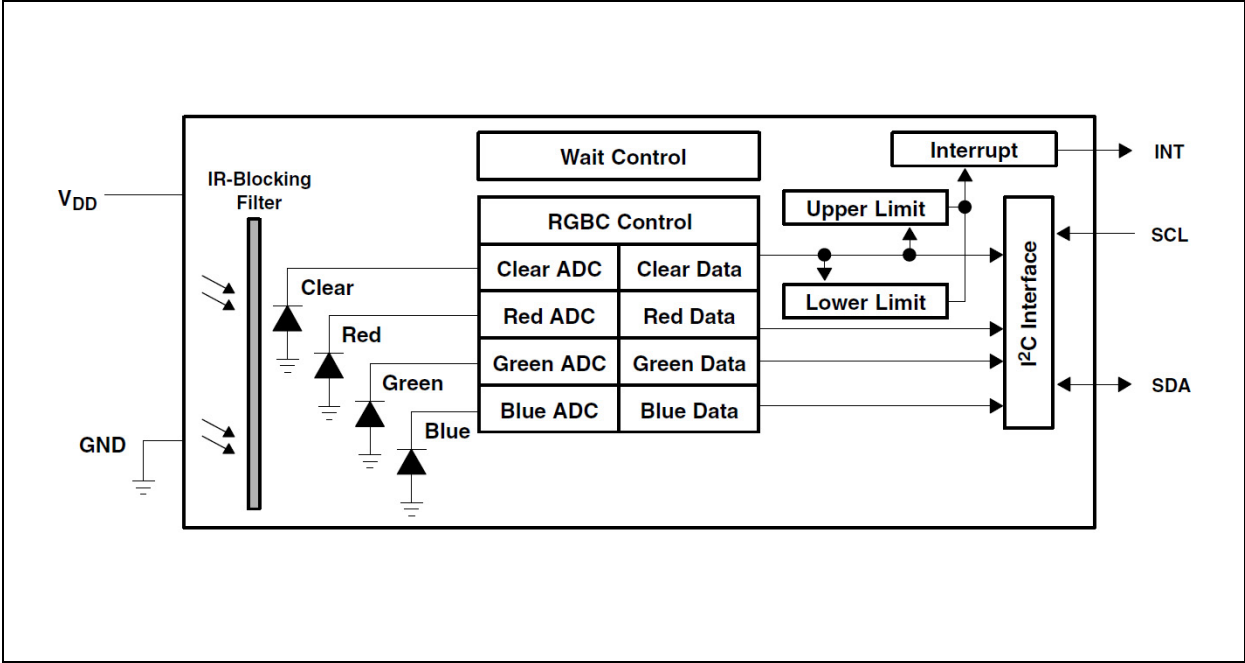 Wait Control
Interrupt
INT
IR-Blocking
Filter
V_DD
RGBC Control
Upper Limit
SCL
Clear ADC
Clear Data
Clear
Lower Limit
Red ADC
Red Data
Red
I²C Interface
Green ADC
Green Data
Green
SDA
Blue ADC
Blue Data
Blue
GND